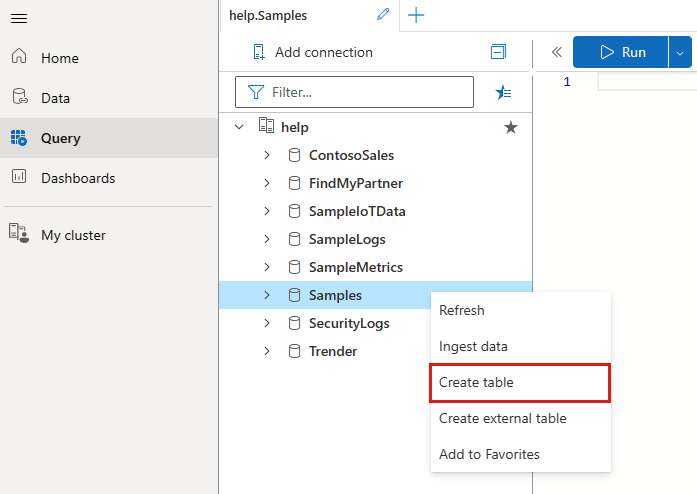 help.Samples
Home
Data
Query
Dashboards
My cluster
Add connection
Filter...
help
ContosoSales
FindMyPartner
SampleIoTData
SampleLogs
SampleMetrics
Samples
SecurityLogs
Trender
Refresh
Ingest data
Create table
Create external table
Add to Favorites
Run
1